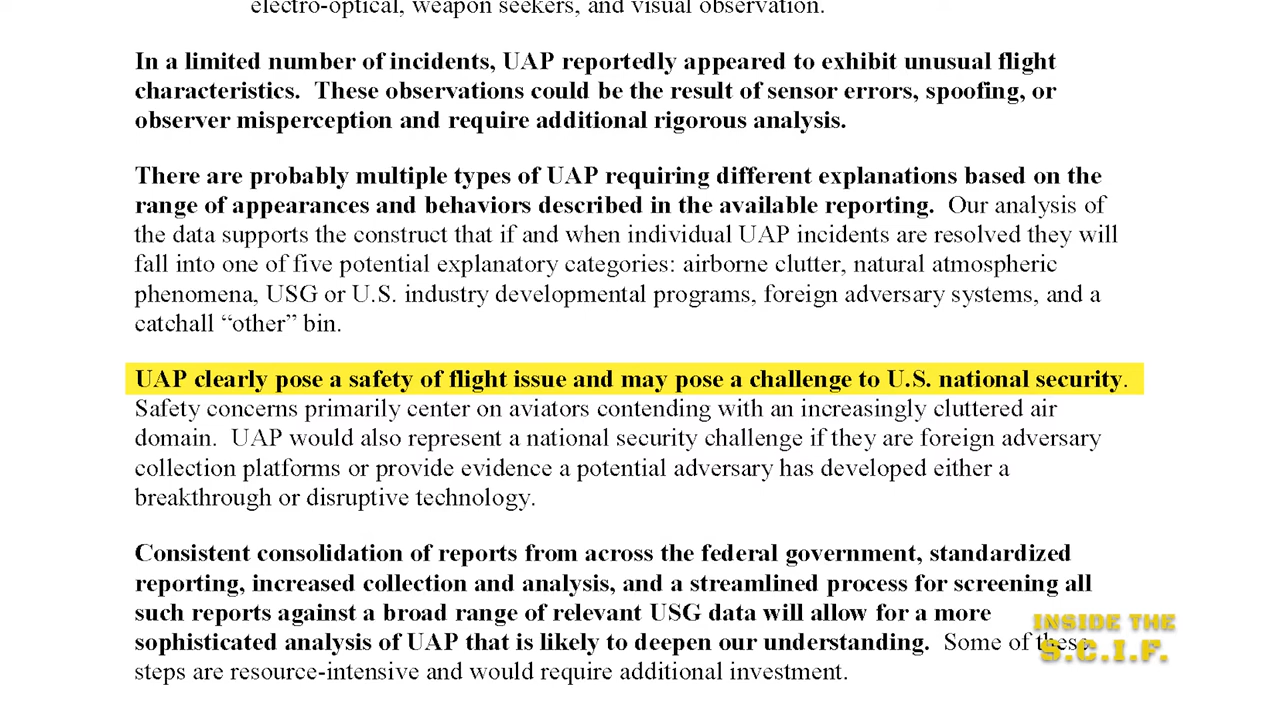 electro-optical, weapon seekers, and visual observation.
In a limited number of incidents, UAP reportedly appeared to exhibit unusual flight
characteristics. These observations could be the result of sensor errors, spoofing, or
observer misperception and require additional rigorous analysis.
There are probably multiple types of UAP requiring different explanations based on the
range of appearances and behaviors described in the available reporting. Our analysis of
the data supports the construct that if and when individual UAP incidents are resolved they will
fall into one of five potential explanatory categories: airborne clutter, natural atmospheric
phenomena, USG or U.S. industry developmental programs, foreign adversary systems, and a
catchall “other” bin.
UAP clearly pose a safety of flight issue and may pose a challenge to U.S. national security.
Safety concerns primarily center on aviators contending with an increasingly cluttered air
domain. UAP would also represent a national security challenge if they are foreign adversary
collection platforms or provide evidence a potential adversary has developed either a
breakthrough or disruptive technology.
Consistent consolidation of reports from across the federal government, standardized
reporting, increased collection and analysis, and a streamlined process for screening all
such reports against a broad range of relevant USG data will allow for a more
sophisticated analysis of UAP that is likely to deepen our understanding. Some of these
steps are resource-intensive and would require additional investment.
INSIDE THE
S.C.I.F.